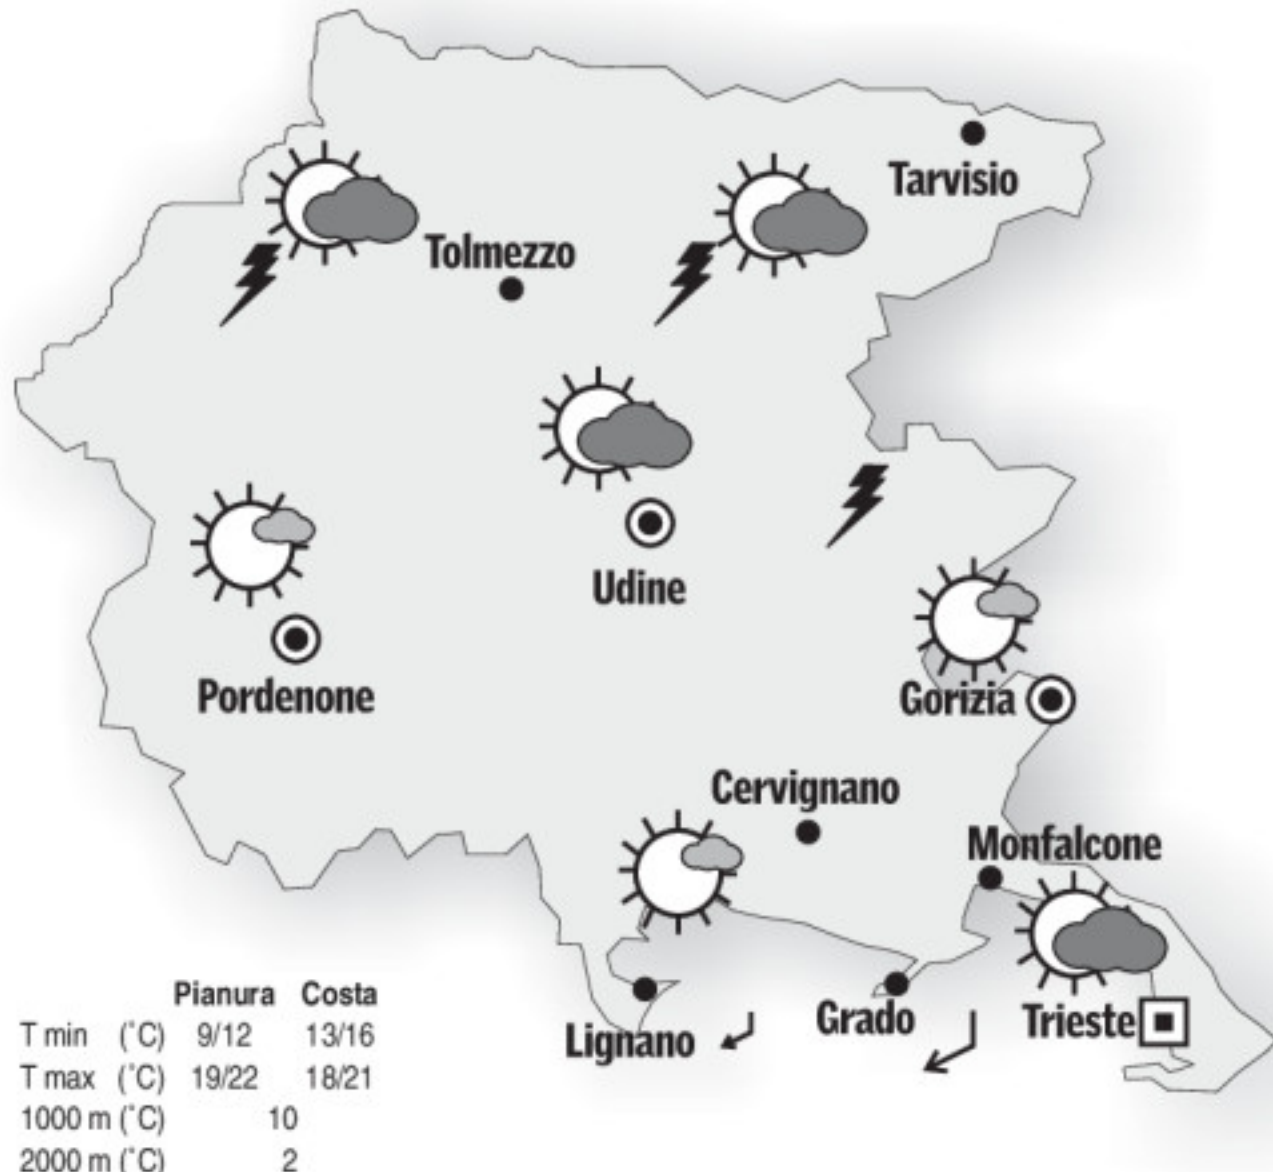 Tarvisio
Tolmezzo
Udine
Pordenone
Gorizia
Cervignano
Monfalcone
Lignano
Grado
Trieste
Pianura Costa
T min (°C) 9/12 13/16
T max (°C) 19/22 18/21
1000 m (°C) 10
2000 m (°C) 2